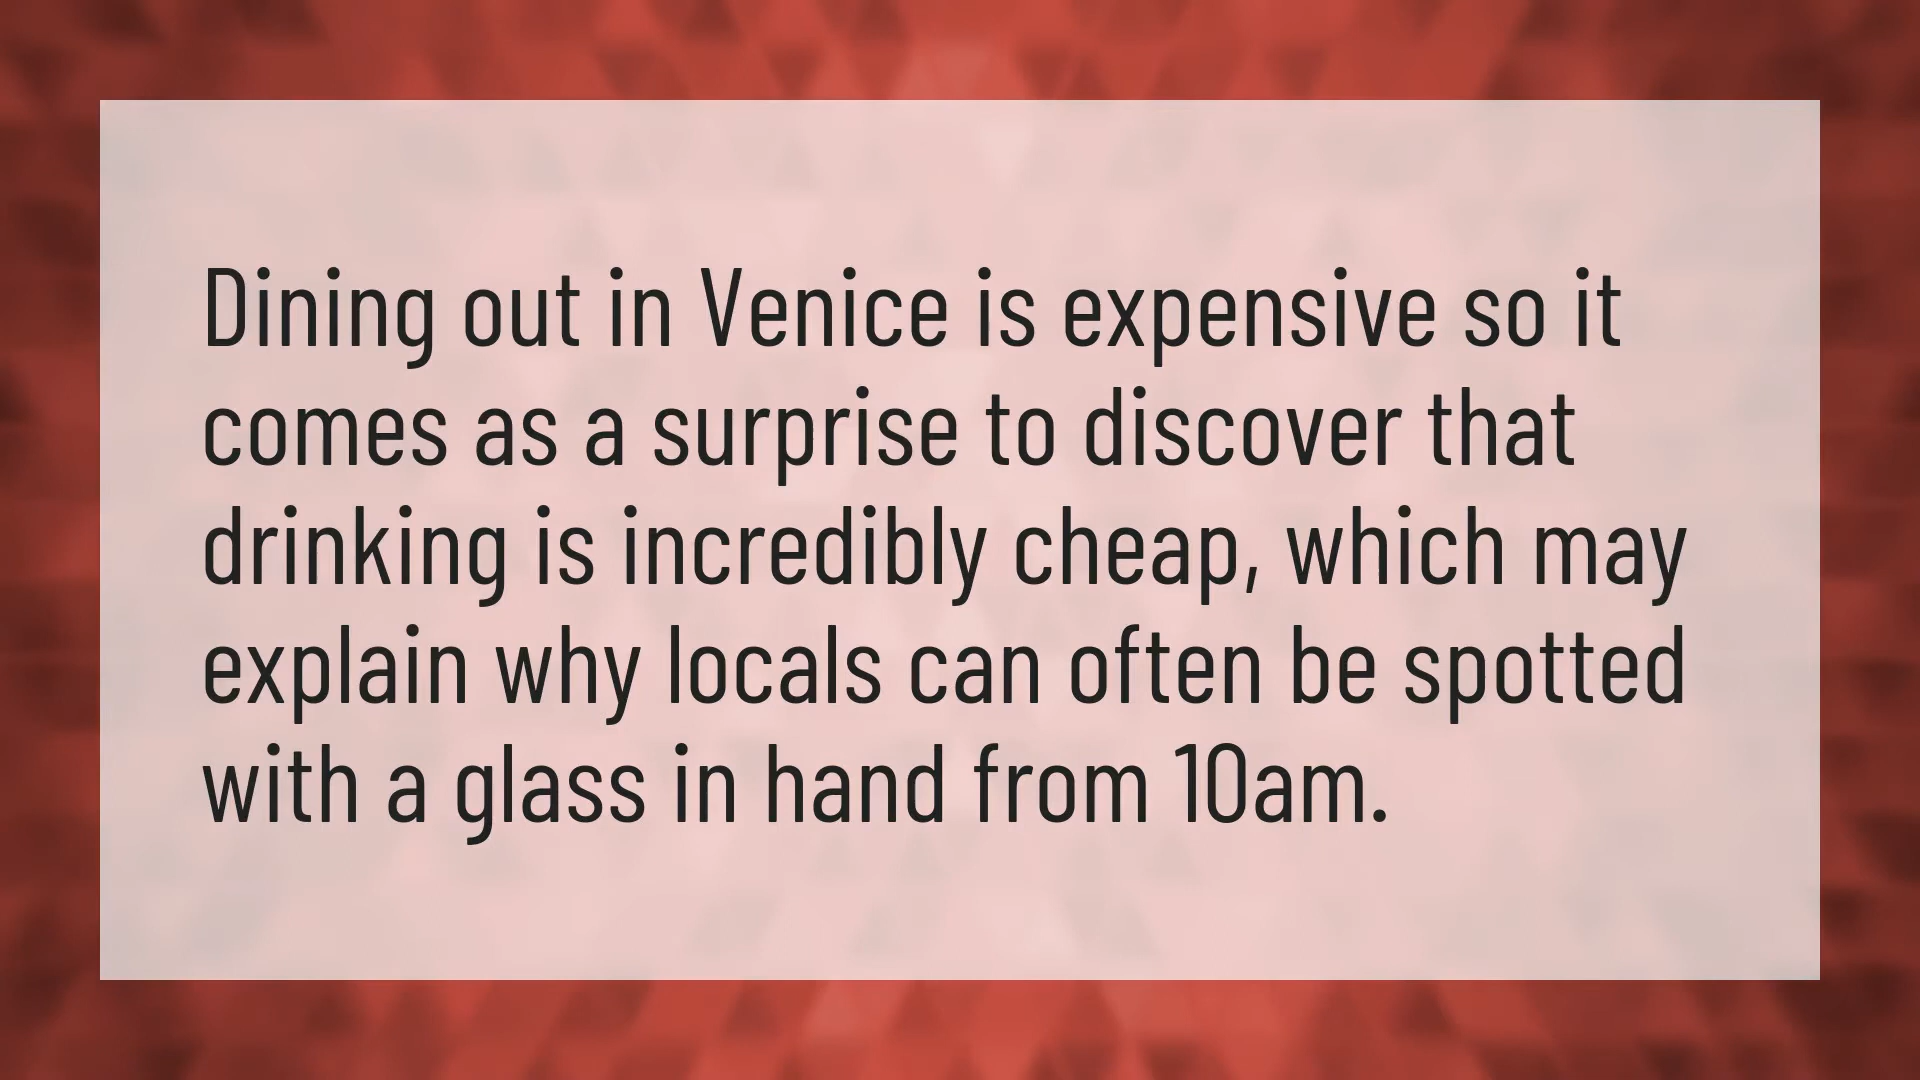 Dining out in Venice is expensive so it
comes as a surprise to discover that
drinking is incredibly cheap, which may
explain why locals can often be spotted
with a glass in hand from 10am.